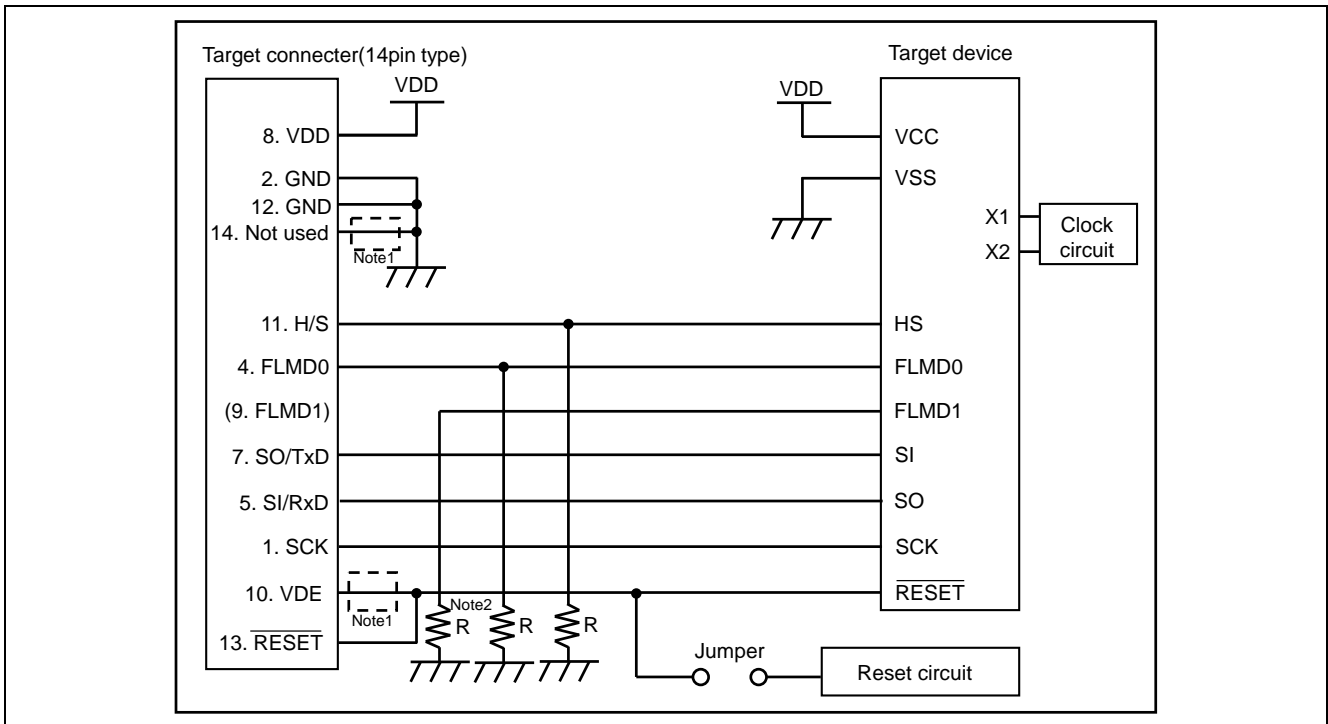 Target connecter(14pin type)
Target device
VDD
VDD
8. VDD
VCC
2. GND
VSS
12. GND
14. Not used
Note1
X1
X2
Clock
circuit
11. H/S
HS
4. FLMD0
FLMD0
(9. FLMD1)
FLMD1
7. SO/TxD
SI
5. SI/RxD
SO
1. SCK
SCK
10. VDE
Note1
RESET
13. RESET
Note2
R
R
R
Jumper
Reset circuit